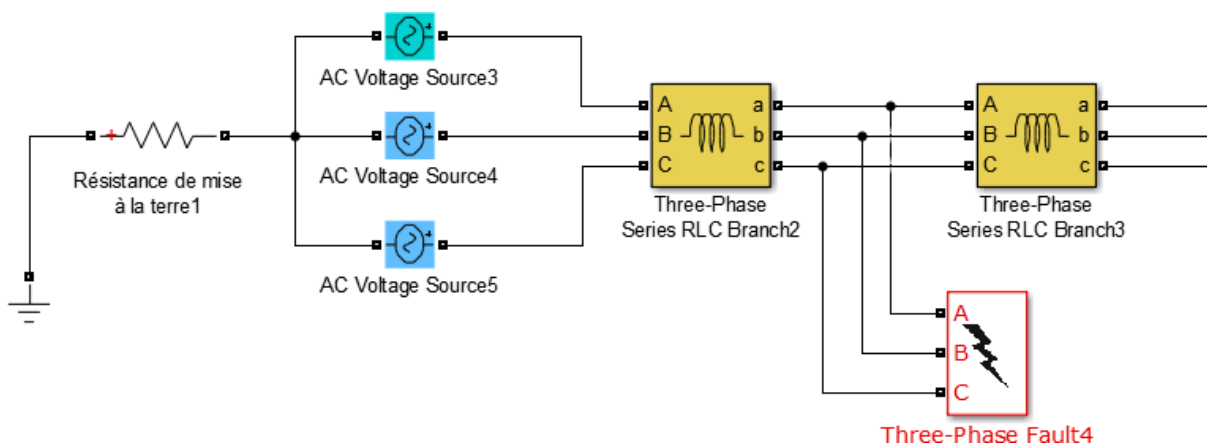 AC Voltage Source3
AC Voltage Source4
AC Voltage Source5
Résistance de mise
à la terre1
A a
B b
C c
Three-Phase
Series RLC Branch2
A a
B b
C c
Three-Phase
Series RLC Branch3
A
B
C
Three-Phase Fault4